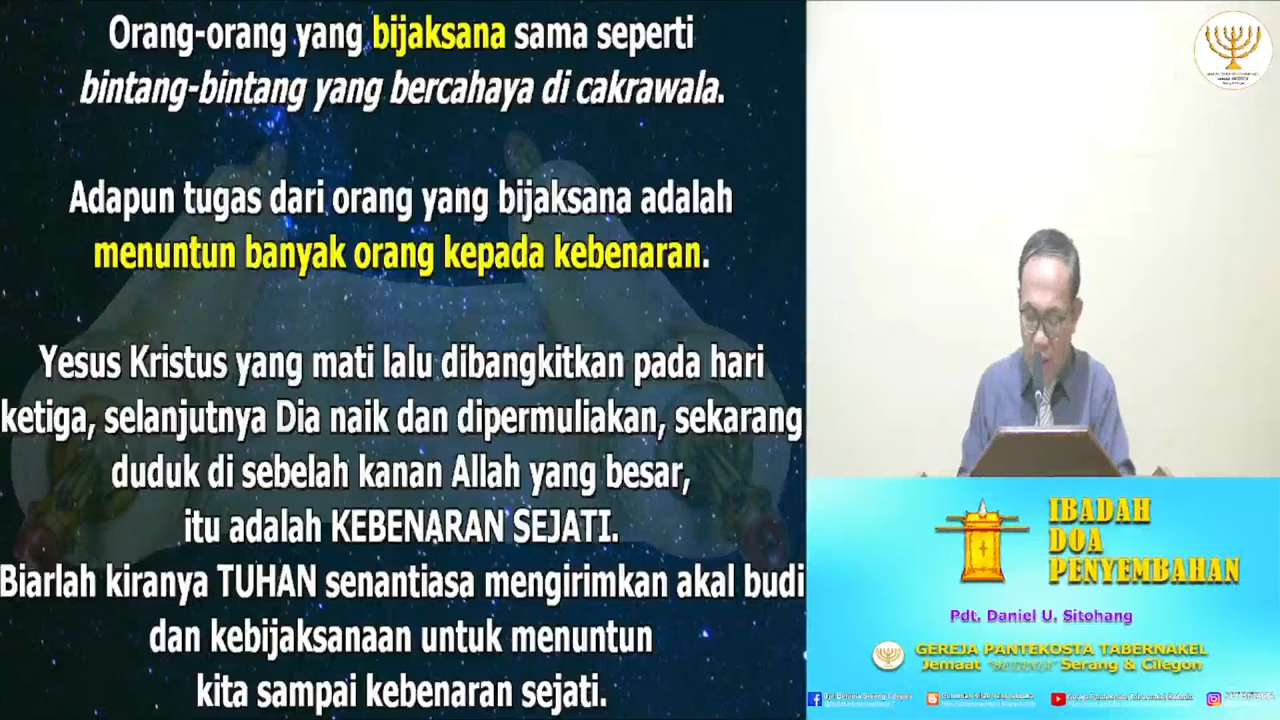 Orang-orang yang bijaksana sama seperti
bintang-bintang yang bercahaya di cakrawala.
Adapun tugas dari orang yang bijaksana adalah
menuntun banyak orang kepada kebenaran.
Yesus Kristus yang mati lalu dibangkitkan pada hari
ketiga, selanjutnya Dia naik dan dipermuliakan, sekarang
duduk di sebelah kanan Allah yang besar,
itu adalah KEBENARAN SEJATI.
Biarlah kiranya TUHAN senantiasa mengirimkan akal budi
dan kebijaksanaan untuk menuntun
kita sampai kebenaran sejati.
IBADAH
DOA
PENYEMBAHAN
Pdt. Daniel U. Sitohang
GEREJA PANTEKOSTA TABERNAKEL
Jemaat "BETANIA" Serang & Cilegon